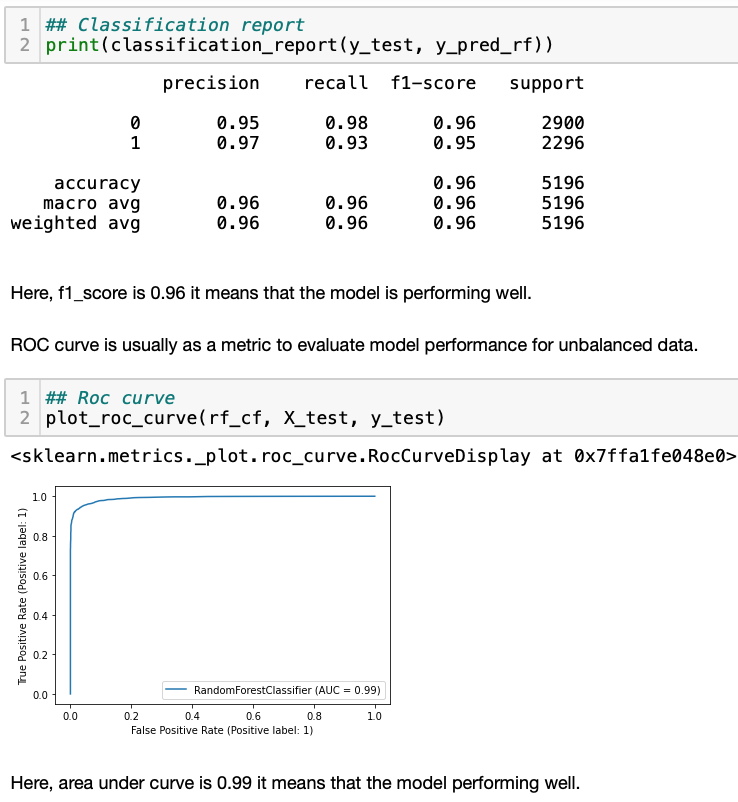 1 ## Classification report
2 print(classification_report(y_test, y_pred_rf))
precision recall f1-score support
0 0.95 0.98 0.96 2900
1 0.97 0.93 0.95 2296
accuracy 0.96 5196
macro avg 0.96 0.96 0.96 5196
weighted avg 0.96 0.96 0.96 5196
Here, f1_score is 0.96 it means that the model is performing well.
ROC curve is usually as a metric to evaluate model performance for unbalanced data.
1 ## Roc curve
2 plot_roc_curve(rf_cf, X_test, y_test)
<sklearn.metrics._plot.roc_curve.RocCurveDisplay at 0x7ffa1fe048e0>
True Positive Rate (Positive label: 1)
1.0
0.8
0.6
0.4
0.2
0.0
RandomForestClassifier (AUC = 0.99)
0.0 0.2 0.4 0.6 0.8 1.0
False Positive Rate (Positive label: 1)
Here, area under curve is 0.99 it means that the model performing well.